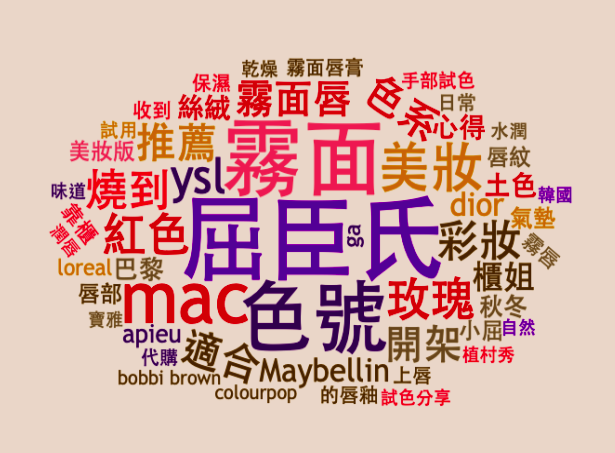 乾燥 霧面唇膏
保濕 手部試色
收到 絲絨 霧面唇 色系 日常
試用 推薦 霧面 心得 水潤
美妝版 ysl 美妝 唇紋
味道 燒到 土色 韓國
靠櫃 紅色 屈臣氏 dior 氣墊
潤唇 ga 彩妝 霧唇
loreal 巴黎 櫃姐
唇部 mac 色號 玫瑰 秋冬
寶雅 apieu 開架 小屈 自然
代購 適合 Maybellin 上唇 植村秀
bobbi brown colourpop 的唇釉 試色分享